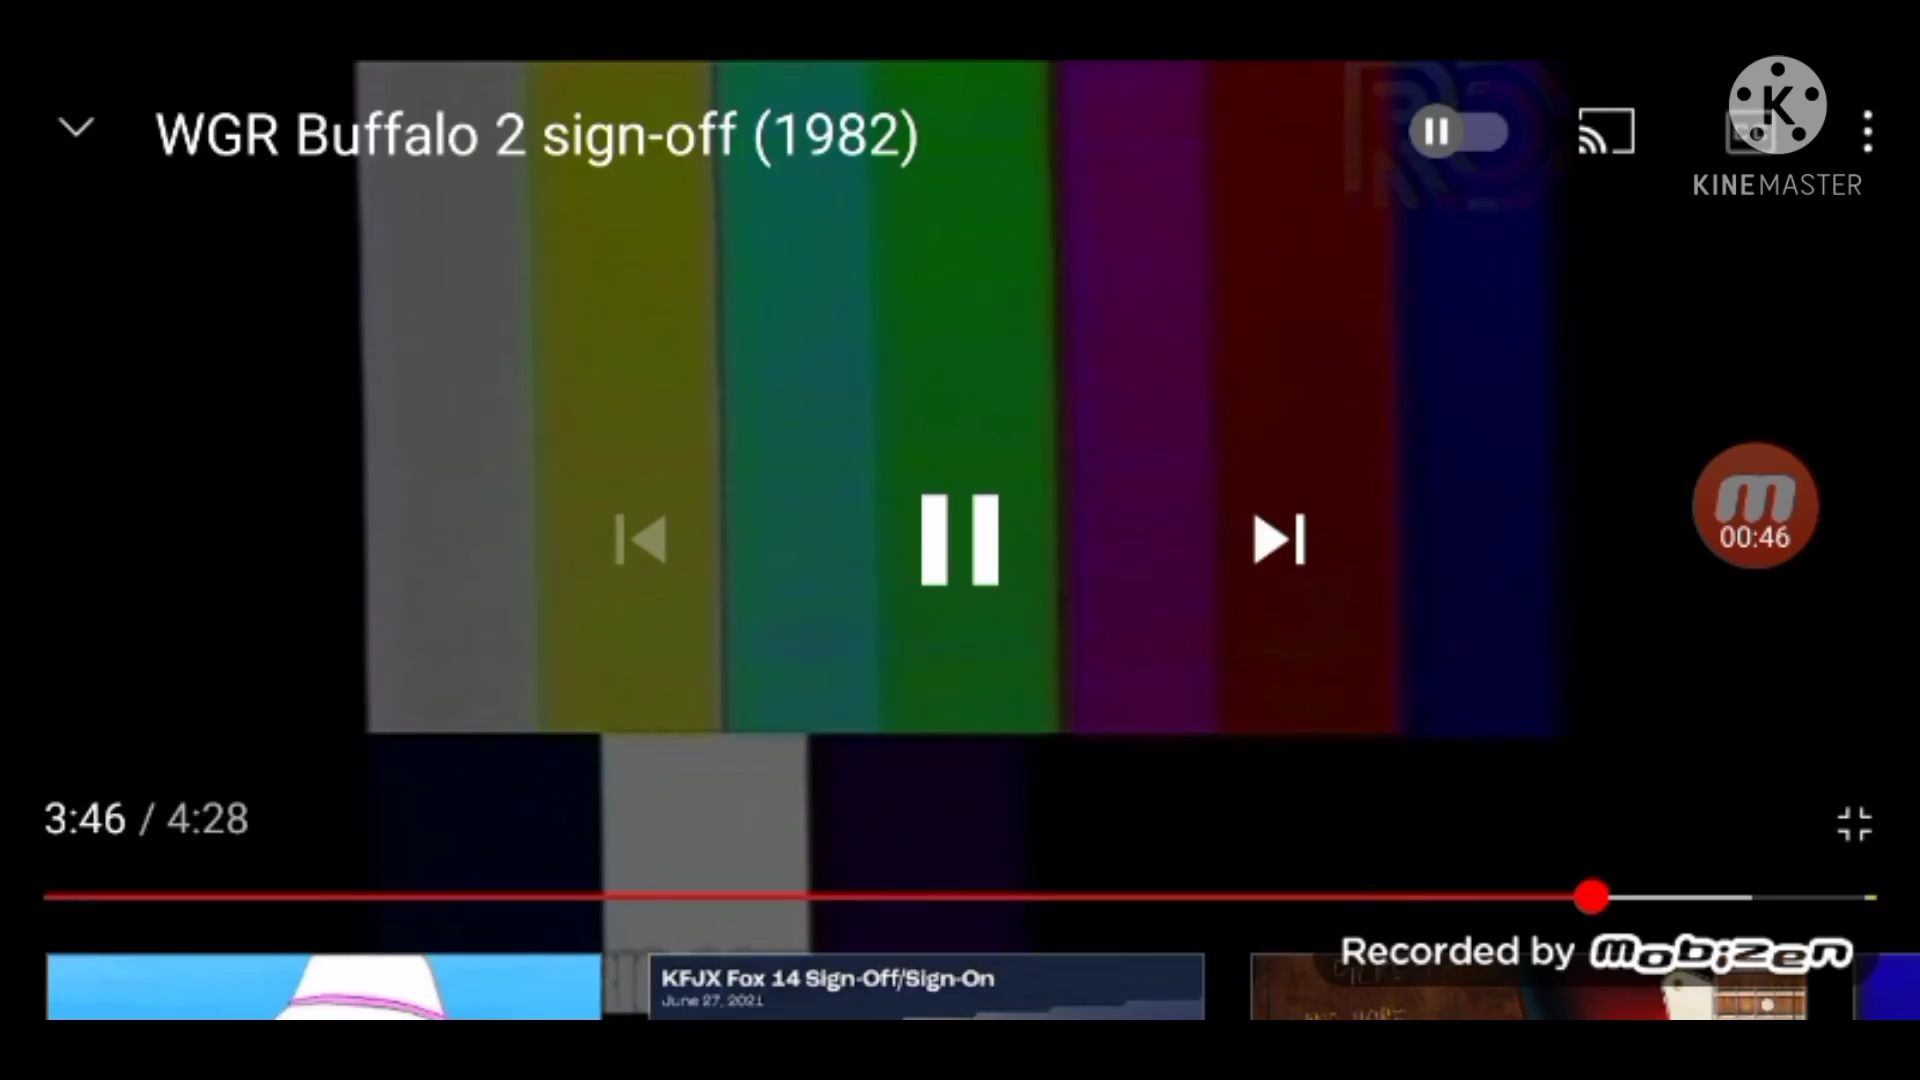 WGR Buffalo 2 sign-off (1982)
K
KINEMASTER
m
00:46
3:46 / 4:28
Recorded by mobizen
KFJX Fox 14 Sign-Off/Sign-On
June 27, 2021